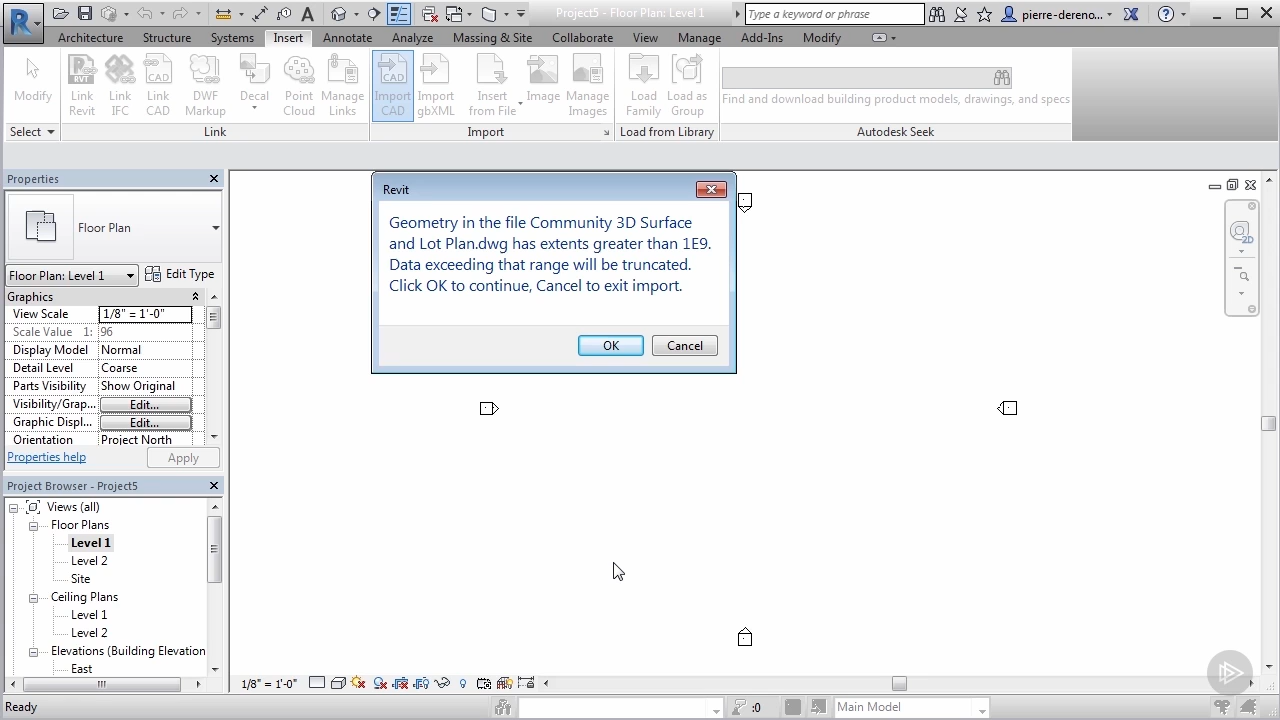 Project5 - Floor Plan: Level 1
Type a keyword or phrase
pierre-dereno...
Architecture
Structure
Systems
Insert
Annotate
Analyze
Massing & Site
Collaborate
View
Manage
Add-Ins
Modify
Modify
Link
Revit
Link
IFC
Link
CAD
DWF
Markup
Decal
Point
Cloud
Manage
Links
Import
CAD
Import
gbXML
Insert
from File
Image
Manage
Images
Load
Family
Load as
Group
Find and download building product models, drawings, and specs
Select
Link
Import
Load from Library
Autodesk Seek
Properties
Floor Plan
Floor Plan: Level 1
Edit Type
Graphics
View Scale 1/8" = 1'-0"
Scale Value 1: 96
Display Model Normal
Detail Level Coarse
Parts Visibility Show Original
Visibility/Grap... Edit...
Graphic Displ... Edit...
Orientation Project North
Properties help
Apply
Project Browser - Project5
Views (all)
Floor Plans
Level 1
Level 2
Site
Ceiling Plans
Level 1
Level 2
Elevations (Building Elevation
East
Revit
Geometry in the file Community 3D Surface
and Lot Plan.dwg has extents greater than 1E9.
Data exceeding that range will be truncated.
Click OK to continue, Cancel to exit import.
OK
Cancel
2D
1/8" = 1'-0"
Ready
:0
Main Model